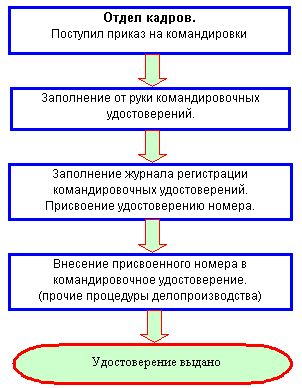 Отдел кадров.
Поступил приказ на командировки
Заполнение от руки командировочных
удостоверений.
Заполнение журнала регистрации
командировочных удостоверений.
Присвоение удостоверению номера.
Внесение присвоенного номера в
командировочное удостоверение.
(прочие процедуры делопроизводства)
Удостоверение выдано